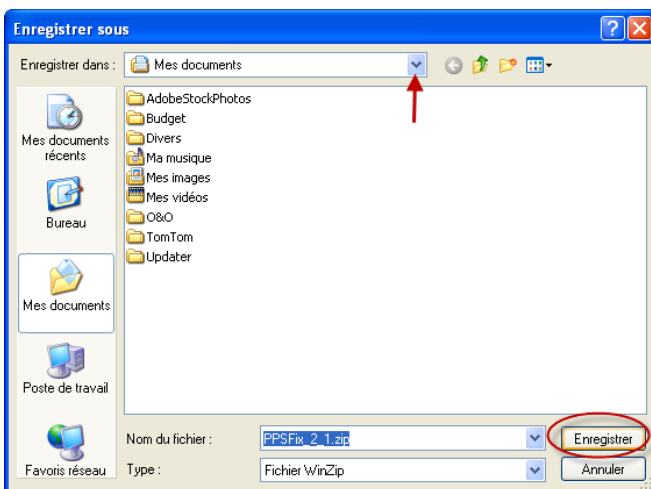 Enregistrer sous
Enregistrer dans :
Mes documents
Mes documents
récents
Bureau
Mes documents
Poste de travail
Favoris réseau
AdobeStockPhotos
Budget
Divers
Ma musique
Mes images
Mes vidéos
O&O
TomTom
Updater
Nom du fichier :
PPSFix_2_1.zip
Enregistrer
Type :
Fichier WinZip
Annuler